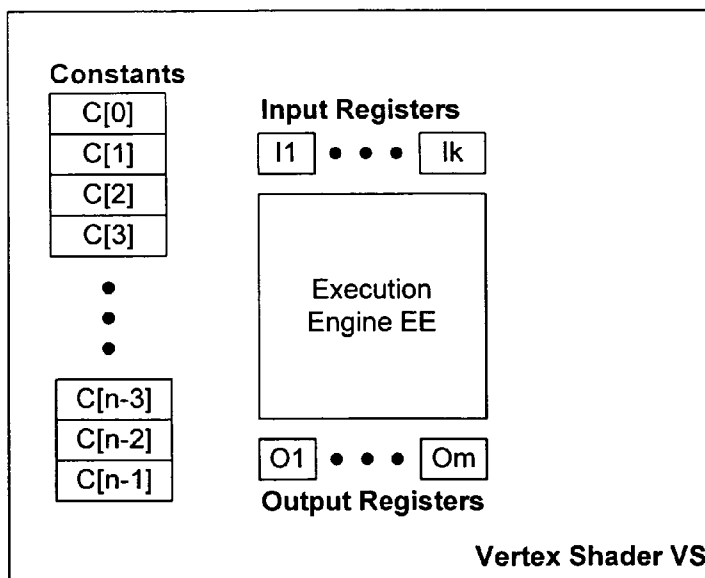 Constants
C[0]
C[1]
C[2]
C[3]
C[n-3]
C[n-2]
C[n-1]
Input Registers
I1 • • • Ik
Execution
Engine EE
O1 • • • Om
Output Registers
Vertex Shader VS